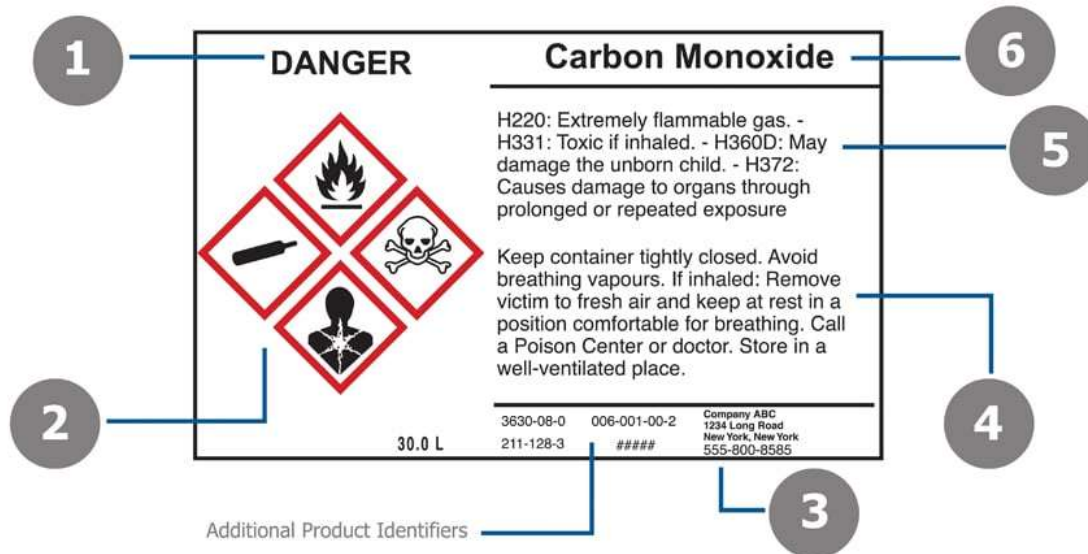 1
DANGER
Carbon Monoxide
6
H220: Extremely flammable gas. -
H331: Toxic if inhaled. - H360D: May
damage the unborn child. - H372:
Causes damage to organs through
prolonged or repeated exposure
5
Keep container tightly closed. Avoid
breathing vapours. If inhaled: Remove
victim to fresh air and keep at rest in a
position comfortable for breathing. Call
a Poison Center or doctor. Store in a
well-ventilated place.
4
2
30.0 L
3630-08-0 006-001-00-2
211-128-3 #####
Company ABC
1234 Long Road
New York, New York
555-800-8585
3
Additional Product Identifiers